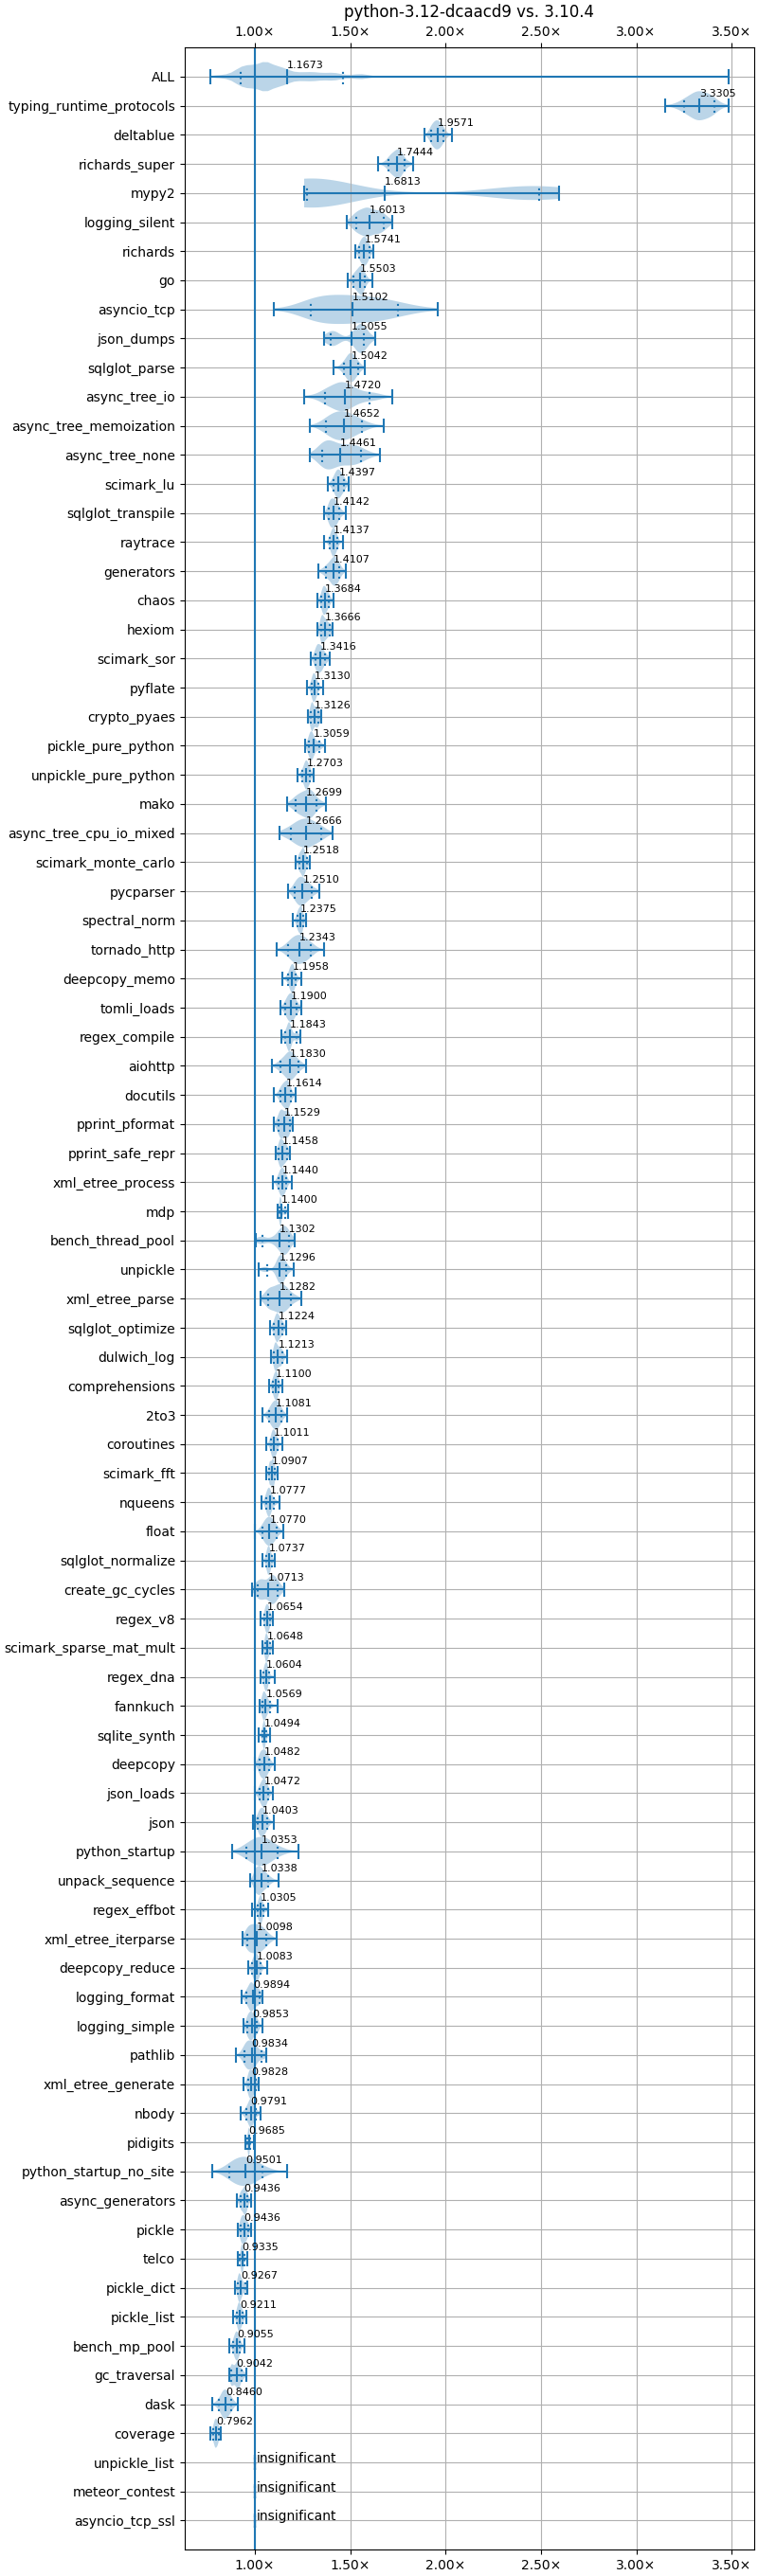 python-3.12-dcaacd9 vs. 3.10.4
1.00× 1.50× 2.00× 2.50× 3.00× 3.50×
ALL 1.1673
typing_runtime_protocols 3.3305
deltablue 1.9571
richards_super 1.7444
mypy2 1.6813
logging_silent 1.6013
richards 1.5741
go 1.5503
asyncio_tcp 1.5102
json_dumps 1.5055
sqlglot_parse 1.5042
async_tree_io 1.4720
async_tree_memoization 1.4652
async_tree_none 1.4461
scimark_lu 1.4397
sqlglot_transpile 1.4142
raytrace 1.4137
generators 1.4107
chaos 1.3684
hexiom 1.3666
scimark_sor 1.3416
pyflate 1.3130
crypto_pyaes 1.3126
pickle_pure_python 1.3059
unpickle_pure_python 1.2703
mako 1.2699
async_tree_cpu_io_mixed 1.2666
scimark_monte_carlo 1.2518
pycparser 1.2510
spectral_norm 1.2375
tornado_http 1.2343
deepcopy_memo 1.1958
tomli_loads 1.1900
regex_compile 1.1843
aiohttp 1.1830
docutils 1.1614
pprint_pformat 1.1529
pprint_safe_repr 1.1458
xml_etree_process 1.1440
mdp 1.1400
bench_thread_pool 1.1302
unpickle 1.1296
xml_etree_parse 1.1282
sqlglot_optimize 1.1224
dulwich_log 1.1213
comprehensions 1.1100
2to3 1.1081
coroutines 1.1011
scimark_fft 1.0907
nqueens 1.0777
float 1.0770
sqlglot_normalize 1.0737
create_gc_cycles 1.0713
regex_v8 1.0654
scimark_sparse_mat_mult 1.0648
regex_dna 1.0604
fannkuch 1.0569
sqlite_synth 1.0494
deepcopy 1.0482
json_loads 1.0472
json 1.0403
python_startup 1.0353
unpack_sequence 1.0338
regex_effbot 1.0305
xml_etree_iterparse 1.0098
deepcopy_reduce 1.0083
logging_format 0.9894
logging_simple 0.9853
pathlib 0.9834
xml_etree_generate 0.9828
nbody 0.9791
pidigits 0.9685
python_startup_no_site 0.9501
async_generators 0.9436
pickle 0.9436
telco 0.9335
pickle_dict 0.9267
pickle_list 0.9211
bench_mp_pool 0.9055
gc_traversal 0.9042
dask 0.8460
coverage 0.7962
unpickle_list insignificant
meteor_contest insignificant
asyncio_tcp_ssl insignificant
1.00× 1.50× 2.00× 2.50× 3.00× 3.50×